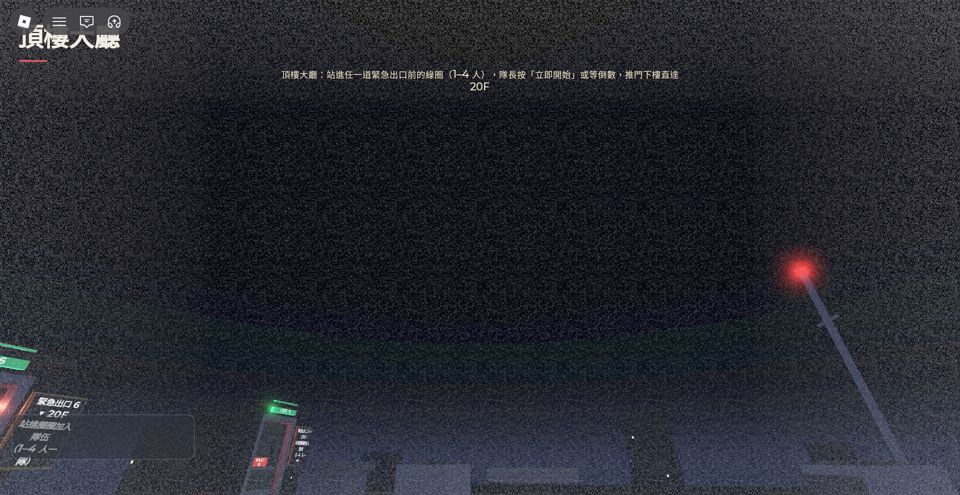 頂樓大廳
頂樓大廳：站進任一道緊急出口前的綠圈（1–4 人），隊長按「立即開始」或等倒數，推門下樓直達
20F
緊急出口 6
▼ 20F
站進圈圈加入
隊伍
（1–4 人一
隊）